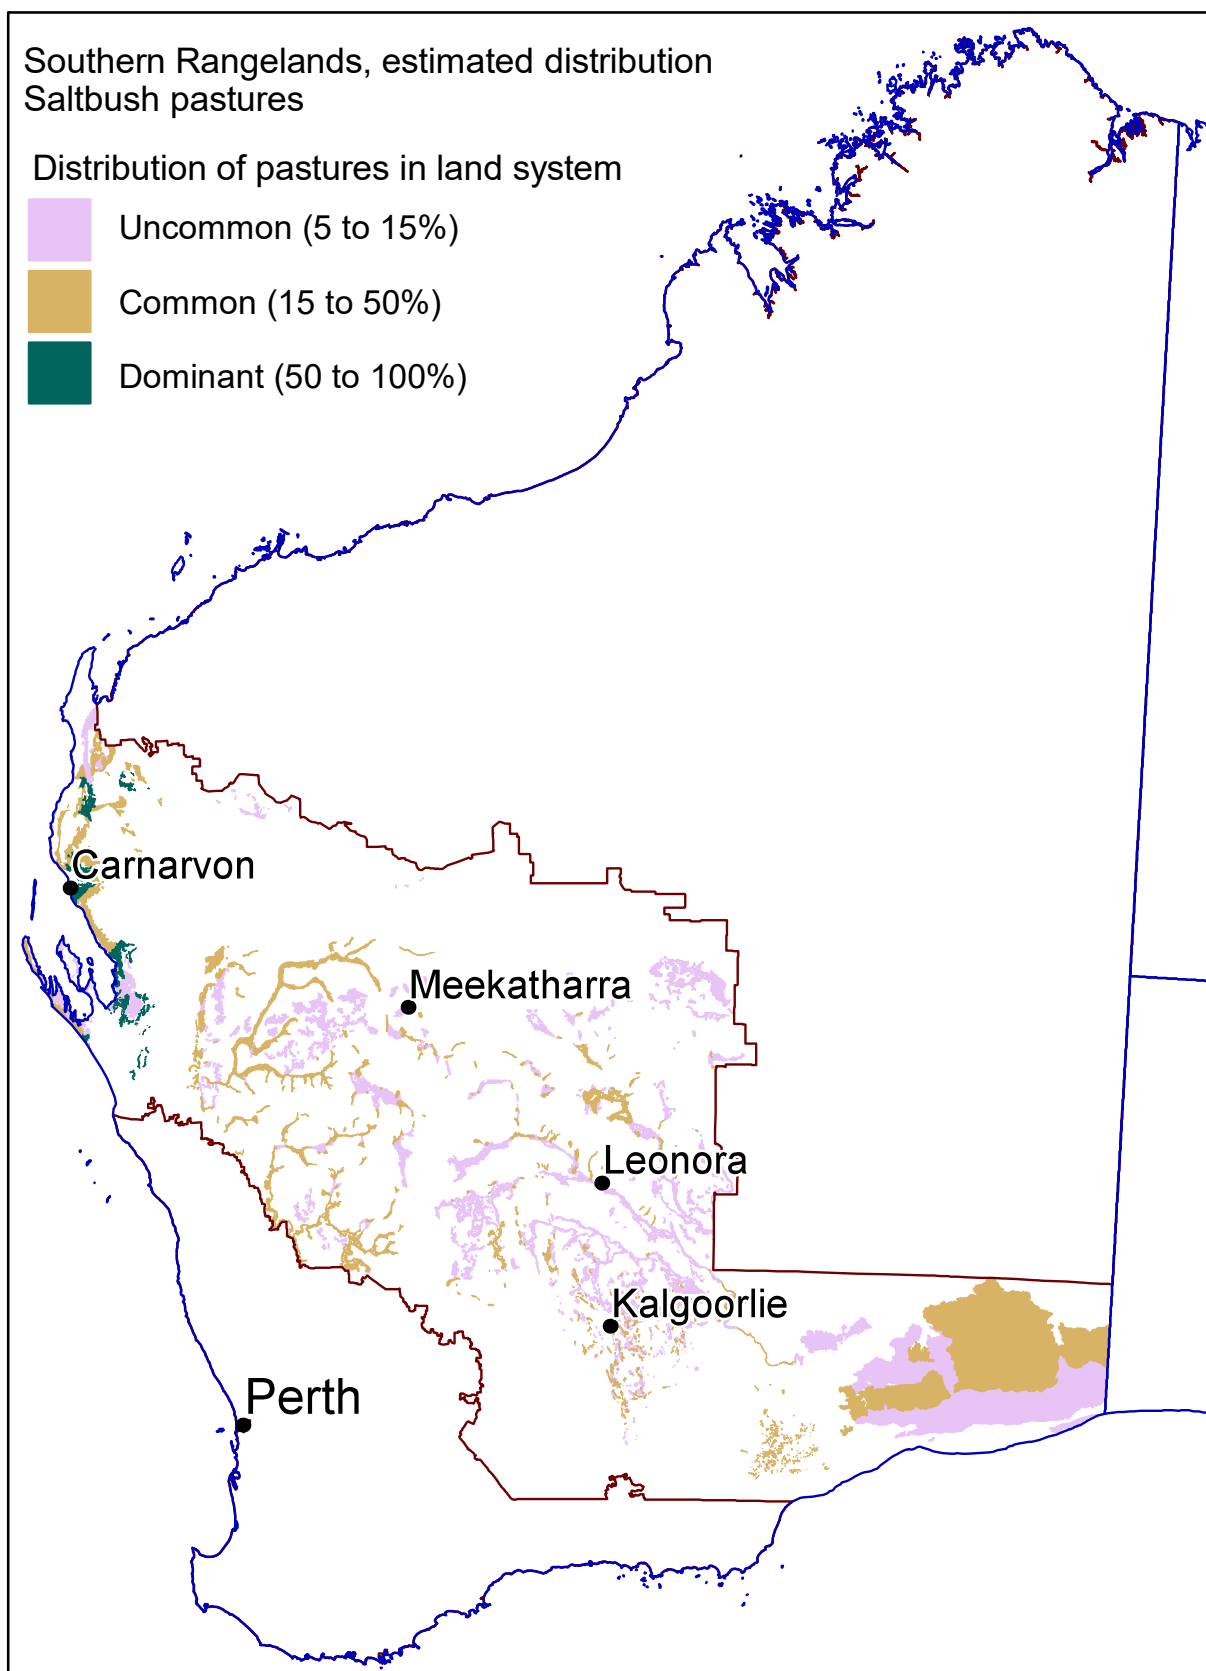 Southern Rangelands, estimated distribution
Saltbush pastures
Distribution of pastures in land system
Uncommon (5 to 15%)
Common (15 to 50%)
Dominant (50 to 100%)
Carnarvon
Meekatharra
Leonora
Kalgoorlie
Perth